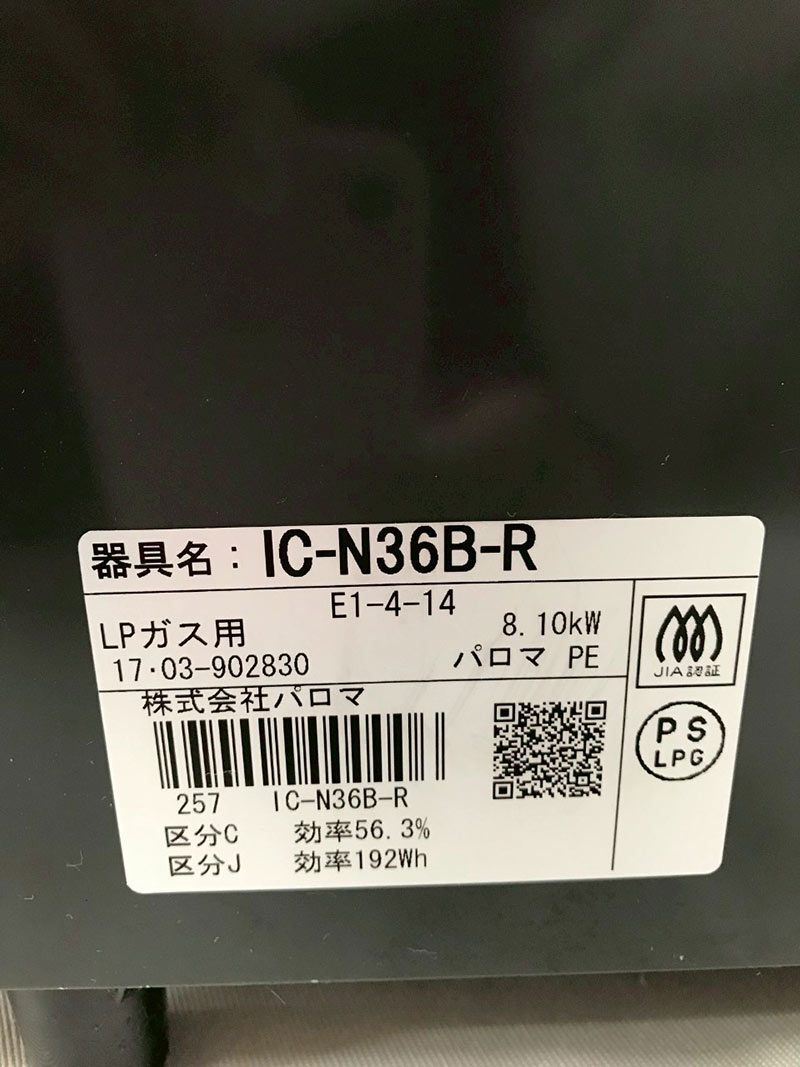 器具名：IC-N36B-R
E1-4-14
LPガス用 8.10kW
17・03-902830 パロマ PE
株式会社パロマ
257 IC-N36B-R
区分C 効率56.3%
区分J 効率192Wh
JIA認証
PS
LPG